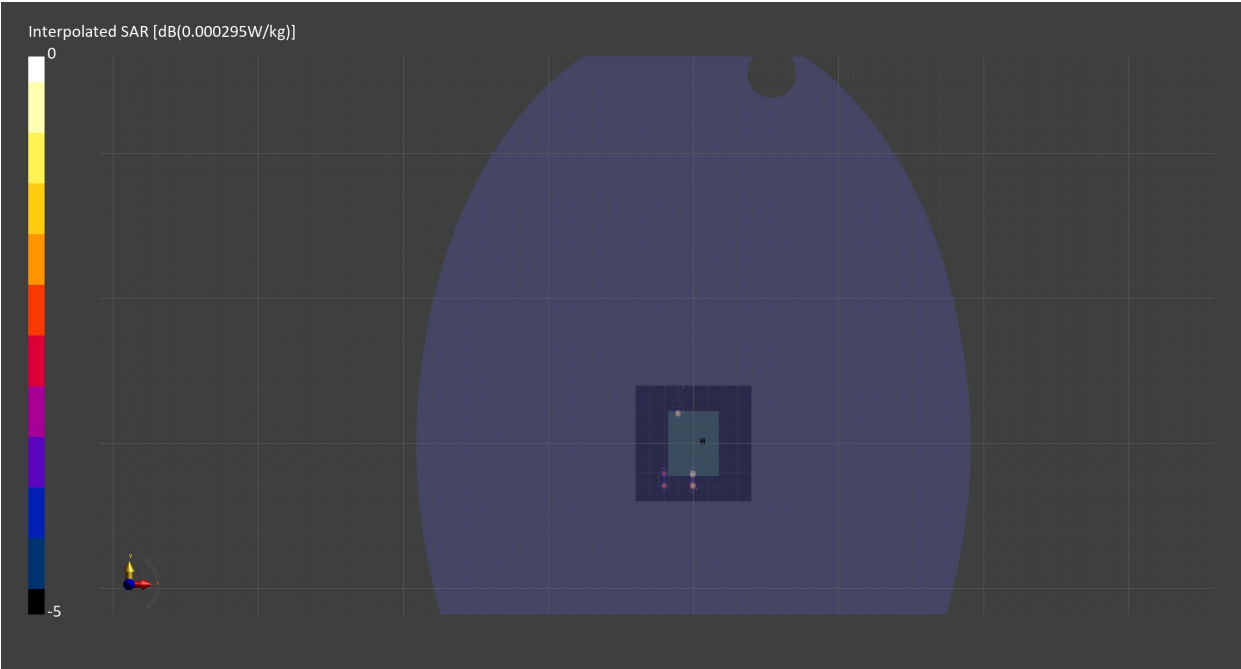 Interpolated SAR [dB(0.000295W/kg)]
0
H
Y
X
-5